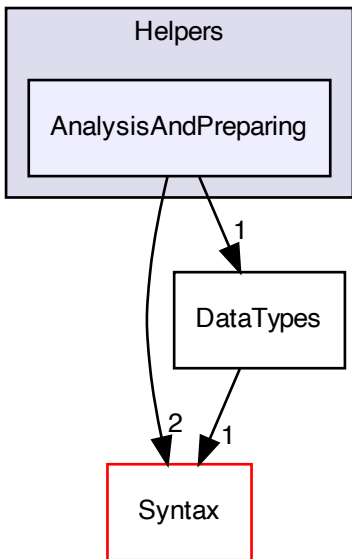 Helpers
AnalysisAndPreparing
1
DataTypes
2
1
Syntax